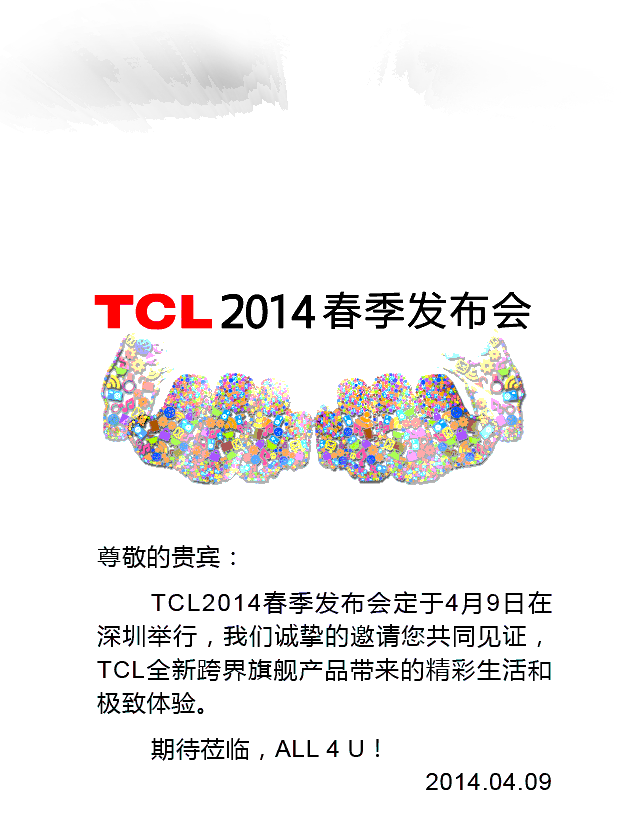 TCL 2014春季发布会
尊敬的贵宾：
TCL2014春季发布会定于4月9日在
深圳举行，我们诚挚的邀请您共同见证，
TCL全新跨界旗舰产品带来的精彩生活和
极致体验。
期待莅临，ALL 4 U！
2014.04.09